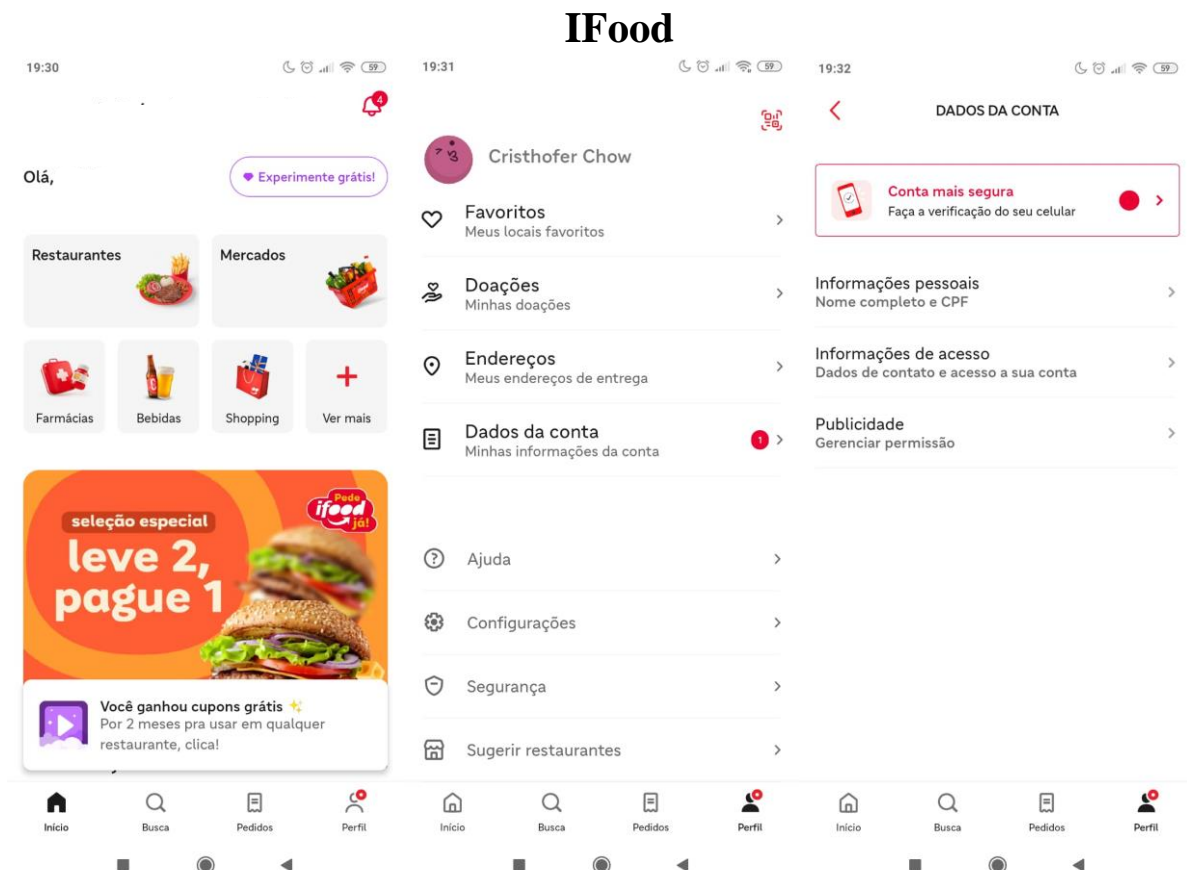 IFood
19:30
59
4
Olá,
Experimente grátis!
Restaurantes
Mercados
Farmácias
Bebidas
Shopping
Ver mais
Pede
ifood
já!
seleção especial
leve 2,
pague 1
Você ganhou cupons grátis
Por 2 meses pra usar em qualquer
restaurante, clica!
Início
Busca
Pedidos
Perfil
19:31
59
Cristhofer Chow
Favoritos
Meus locais favoritos
Doações
Minhas doações
Endereços
Meus endereços de entrega
Dados da conta
1
Minhas informações da conta
Ajuda
Configurações
Segurança
Sugerir restaurantes
Início
Busca
Pedidos
Perfil
19:32
59
DADOS DA CONTA
Conta mais segura
Faça a verificação do seu celular
Informações pessoais
Nome completo e CPF
Informações de acesso
Dados de contato e acesso a sua conta
Publicidade
Gerenciar permissão
Início
Busca
Pedidos
Perfil